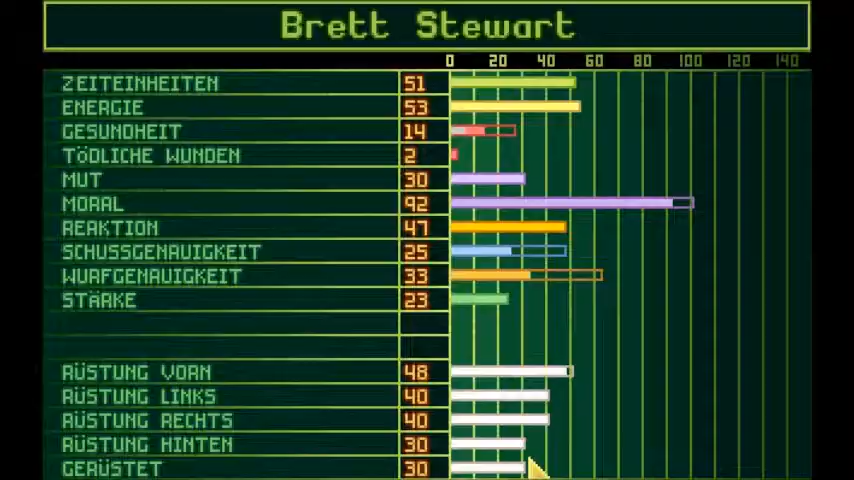 Brett Stewart
0 20 40 60 80 100 120 140
ZEITEINHEITEN 51
ENERGIE 53
GESUNDHEIT 14
TÖDLICHE WUNDEN 2
MUT 30
MORAL 92
REAKTION 47
SCHUSSGENAUIGKEIT 25
WURFGENAUIGKEIT 33
STÄRKE 23
RÜSTUNG VORN 48
RÜSTUNG LINKS 40
RÜSTUNG RECHTS 40
RÜSTUNG HINTEN 30
GERÜSTET 30